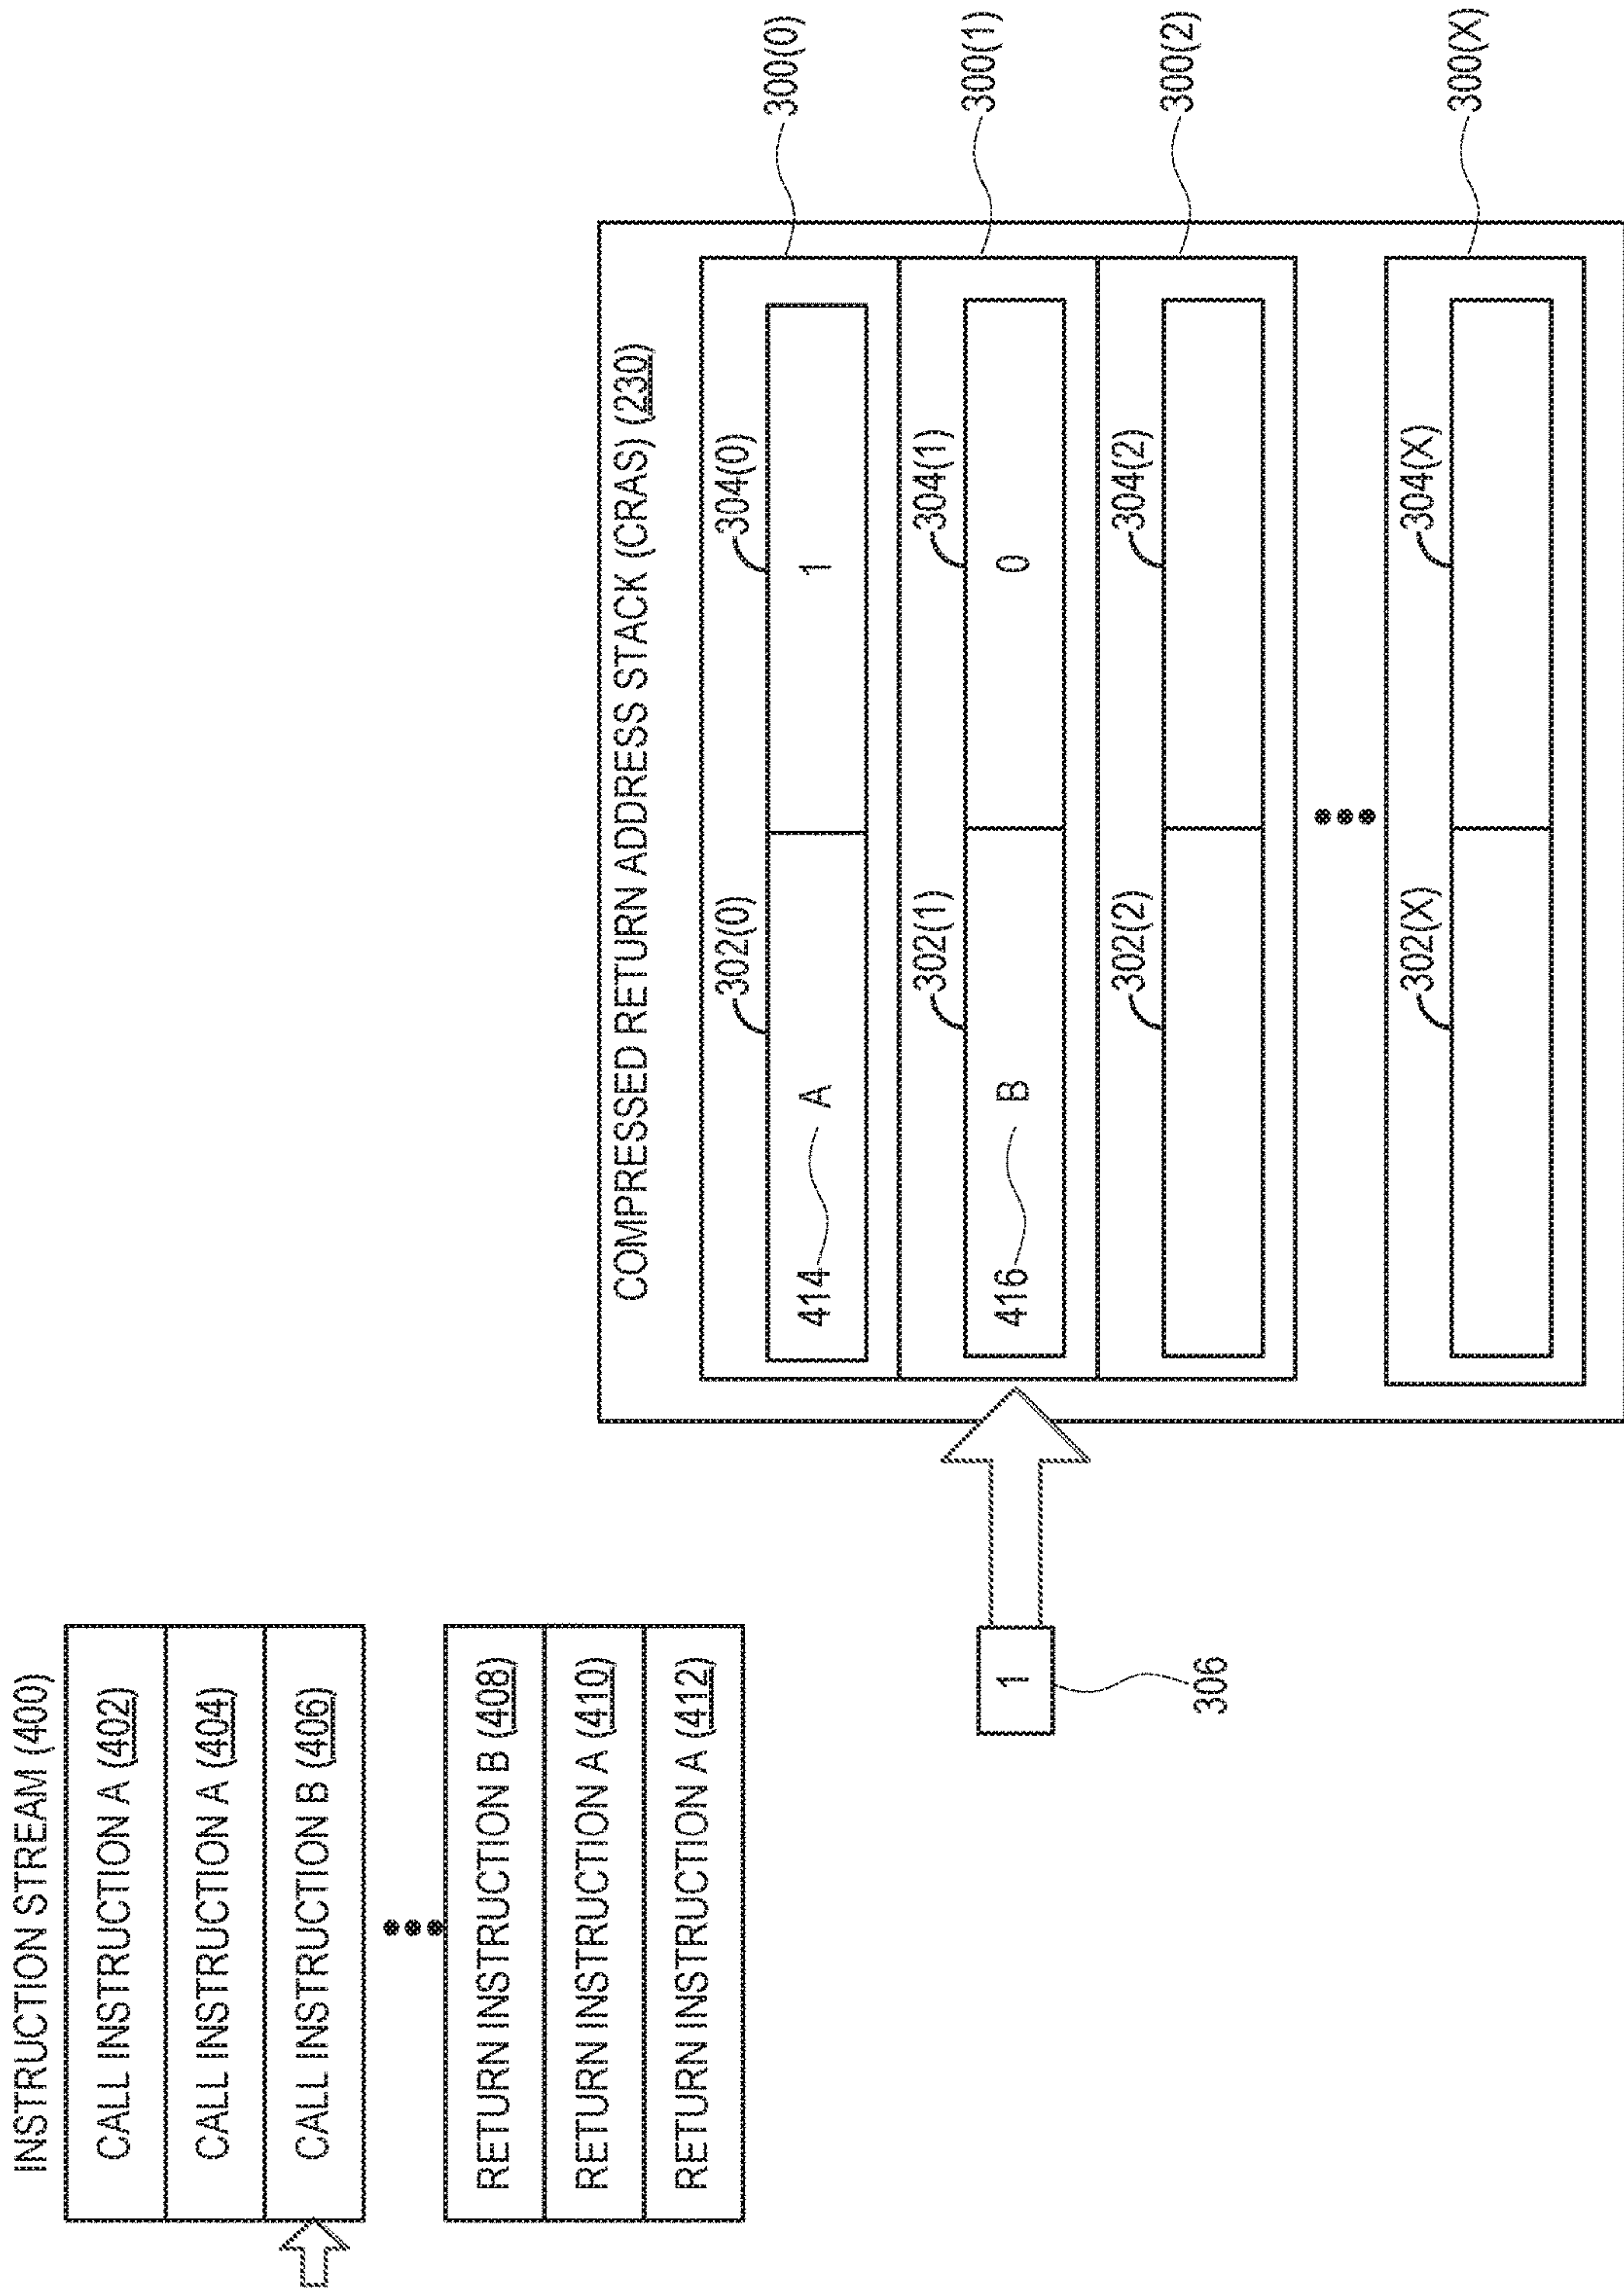 INSTRUCTION STREAM (400)
CALL INSTRUCTION A (402)
CALL INSTRUCTION A (404)
CALL INSTRUCTION B (406)
RETURN INSTRUCTION B (408)
RETURN INSTRUCTION A (410)
RETURN INSTRUCTION A (412)
1
306
COMPRESSED RETURN ADDRESS STACK (CRAS) (230)
302(0) 304(0)
414 A 1
300(0)
302(1) 304(1)
416 B 0
300(1)
302(2) 304(2)
300(2)
302(X) 304(X)
300(X)